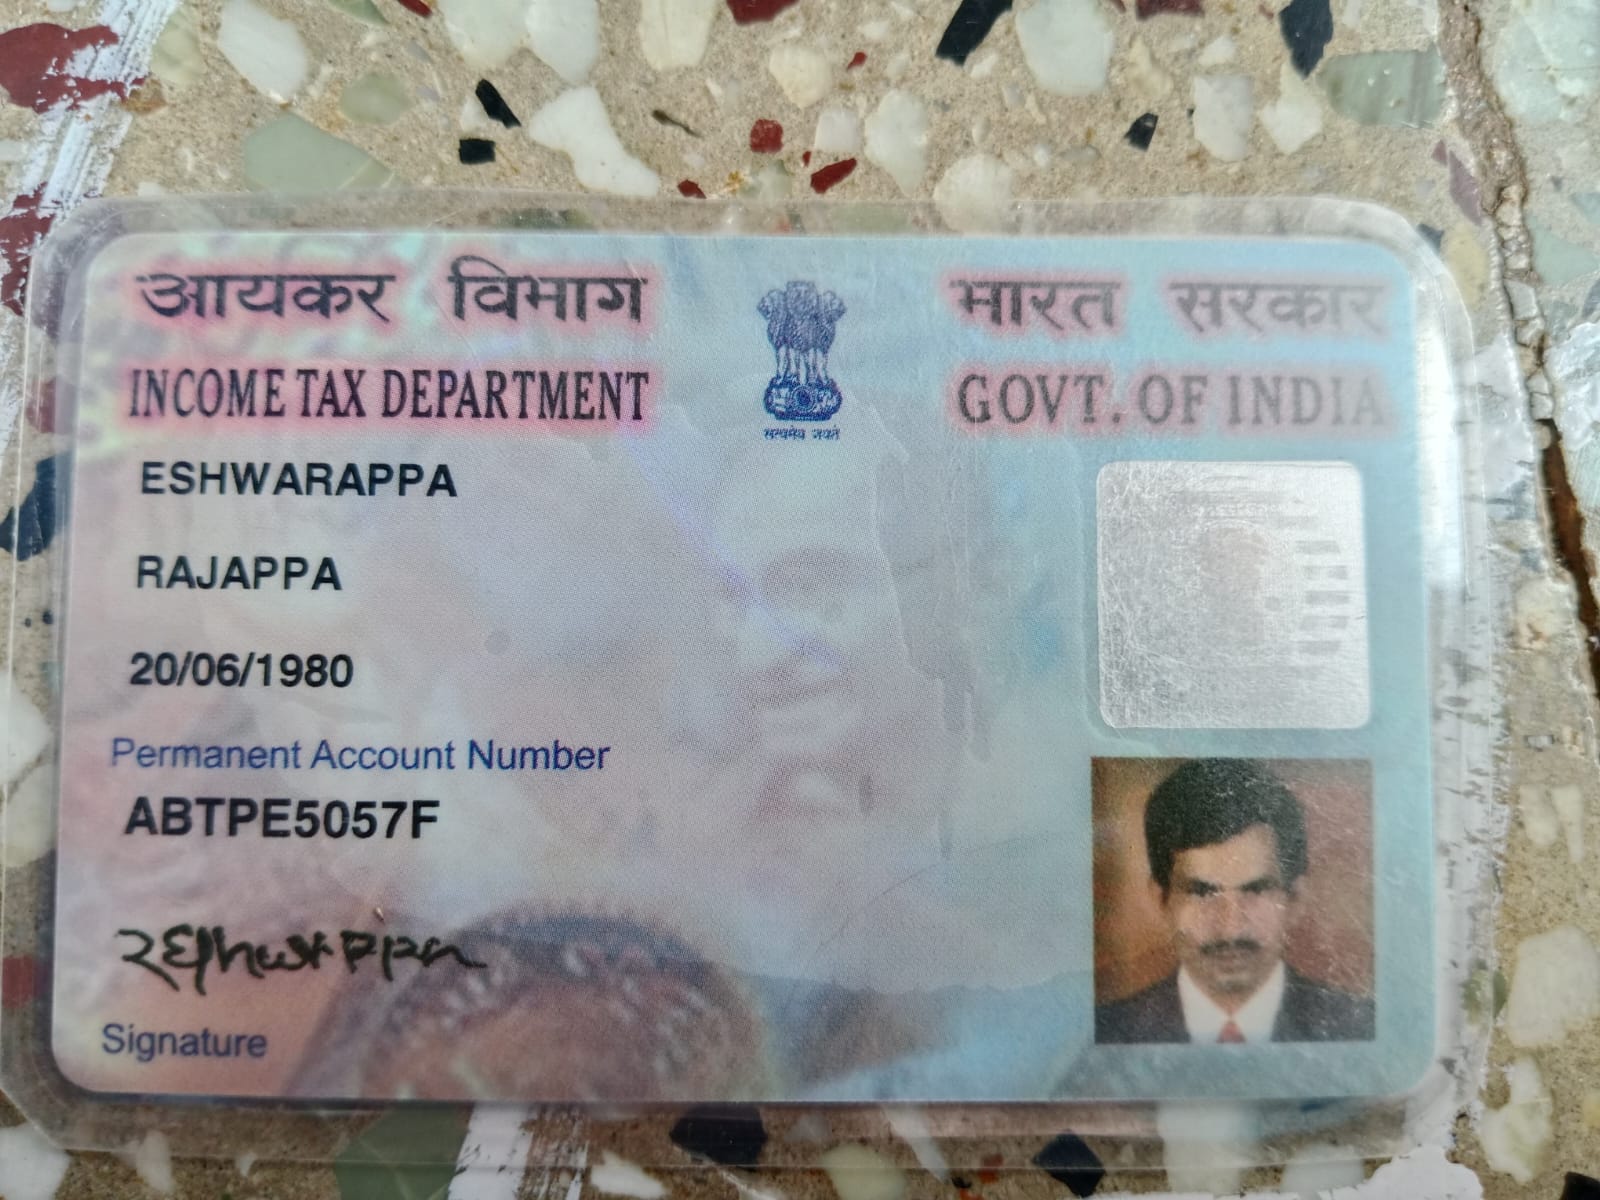 आयकर विभाग
भारत सरकार
INCOME TAX DEPARTMENT
GOVT. OF INDIA
सत्यमेव जयते
ESHWARAPPA
RAJAPPA
20/06/1980
Permanent Account Number
ABTPE5057F
Signature